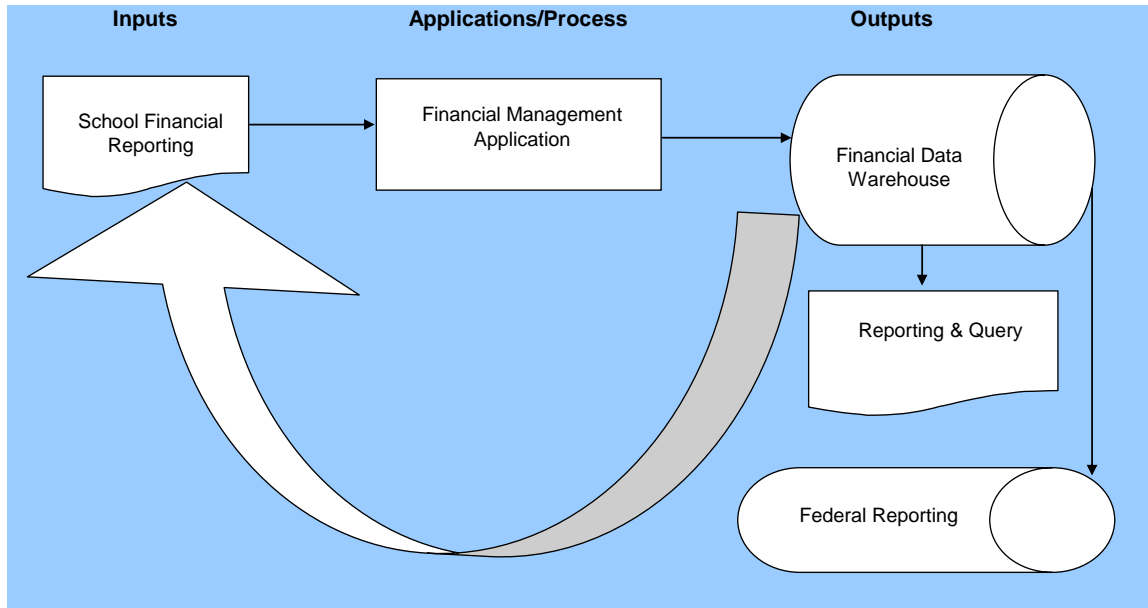 Inputs
Applications/Process
Outputs
School Financial
Reporting
Financial Management
Application
Financial Data
Warehouse
Reporting & Query
Federal Reporting